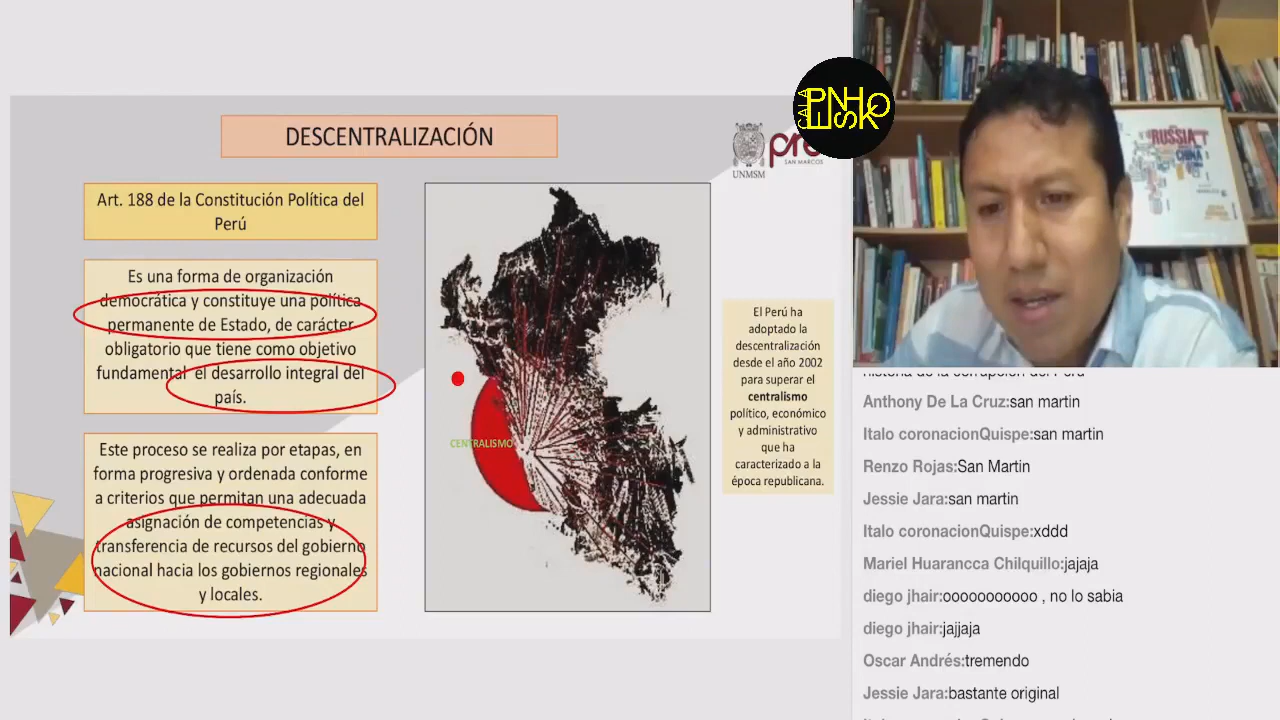 DESCENTRALIZACIÓN
UNMSM
pre
SAN MARCOS
Art. 188 de la Constitución Política del
Perú
Es una forma de organización
democrática y constituye una política
permanente de Estado, de carácter
obligatorio que tiene como objetivo
fundamental el desarrollo integral del
país.
Este proceso se realiza por etapas, en
forma progresiva y ordenada conforme
a criterios que permitan una adecuada
asignación de competencias y
transferencia de recursos del gobierno
nacional hacia los gobiernos regionales
y locales.
CENTRALISMO
El Perú ha
adoptado la
descentralización
desde el año 2002
para superar el
centralismo
político, económico
y administrativo
que ha
caracterizado a la
época republicana.
RUSSIA
CHINA
historia de la corrupción del Perú
Anthony De La Cruz:san martin
Italo coronacionQuispe:san martin
Renzo Rojas:San Martin
Jessie Jara:san martin
Italo coronacionQuispe:xddd
Mariel Huarancca Chilquillo:jajaja
diego jhair:ooooooooooo , no lo sabia
diego jhair:jajjaja
Oscar Andrés:tremendo
Jessie Jara:bastante original